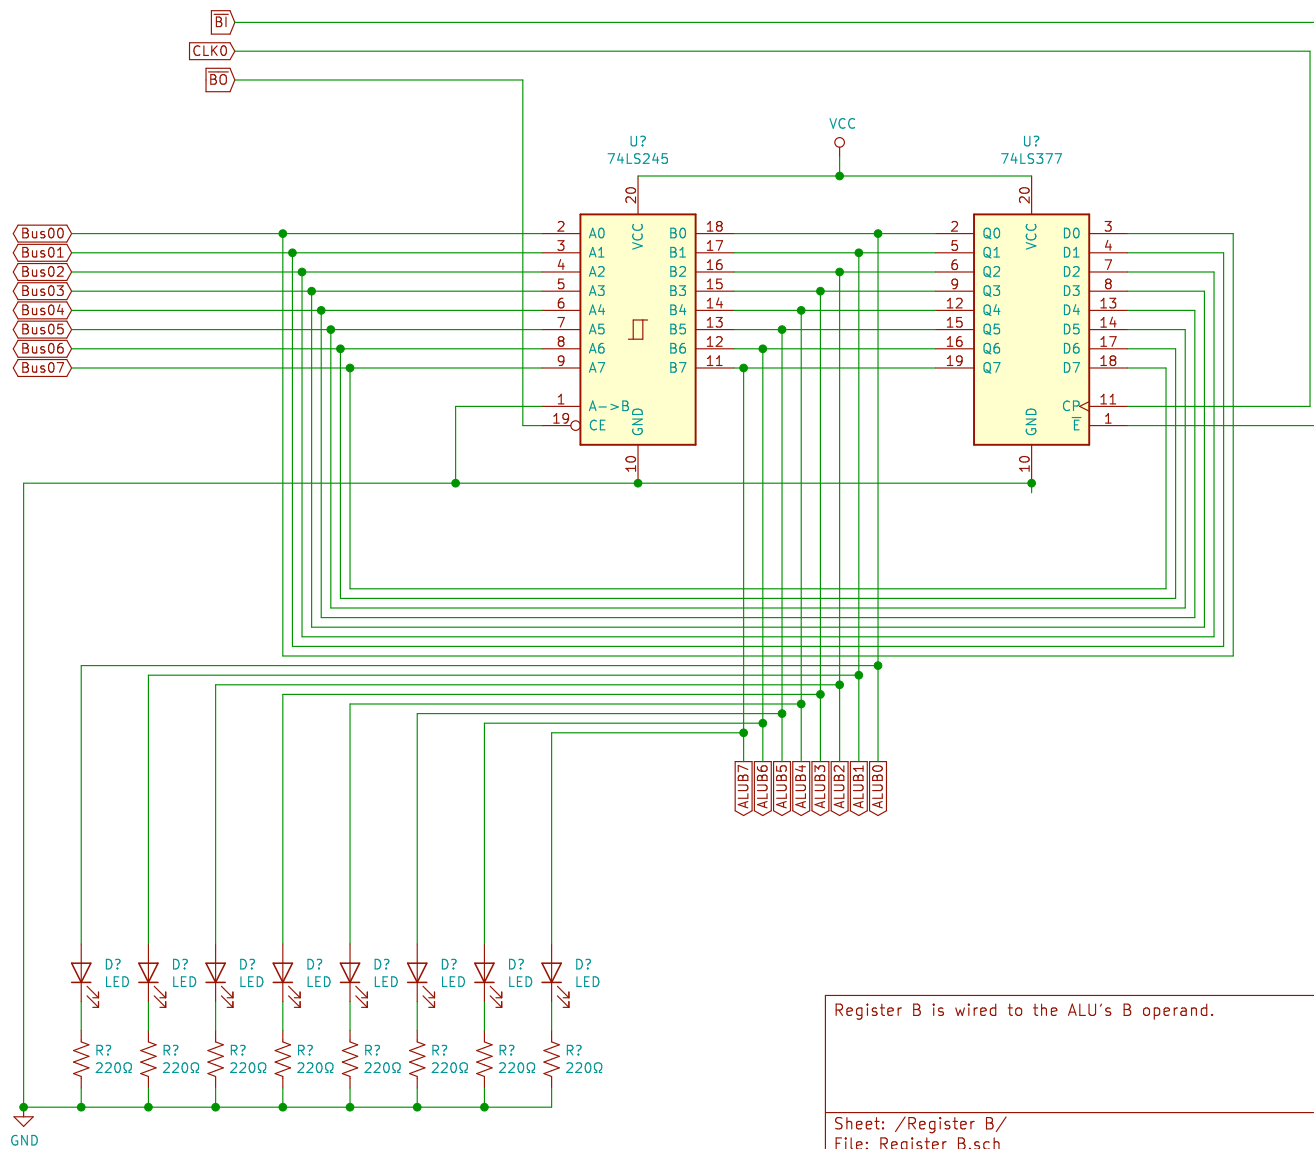 BI
CLK0
BO
VCC
U?
74LS245
U?
74LS377
20
20
Bus00
Bus01
Bus02
Bus03
Bus04
Bus05
Bus06
Bus07
2 A0 VCC B0 18
3 A1 B1 17
4 A2 B2 16
5 A3 B3 15
6 A4 B4 14
7 A5 B5 13
8 A6 B6 12
9 A7 B7 11
1 A->B
19 CE GND
10
2 Q0 VCC D0 3
5 Q1 D1 4
6 Q2 D2 7
9 Q3 D3 8
12 Q4 D4 13
15 Q5 D5 14
16 Q6 D6 17
19 Q7 D7 18
CP 11
GND E 1
10
ALUB7
ALUB6
ALUB5
ALUB4
ALUB3
ALUB2
ALUB1
ALUB0
D? D? D? D? D? D? D? D?
LED LED LED LED LED LED LED LED
R? R? R? R? R? R? R? R?
220Ω 220Ω 220Ω 220Ω 220Ω 220Ω 220Ω 220Ω
GND
Register B is wired to the ALU's B operand.
Sheet: /Register B/
File: Register B.sch